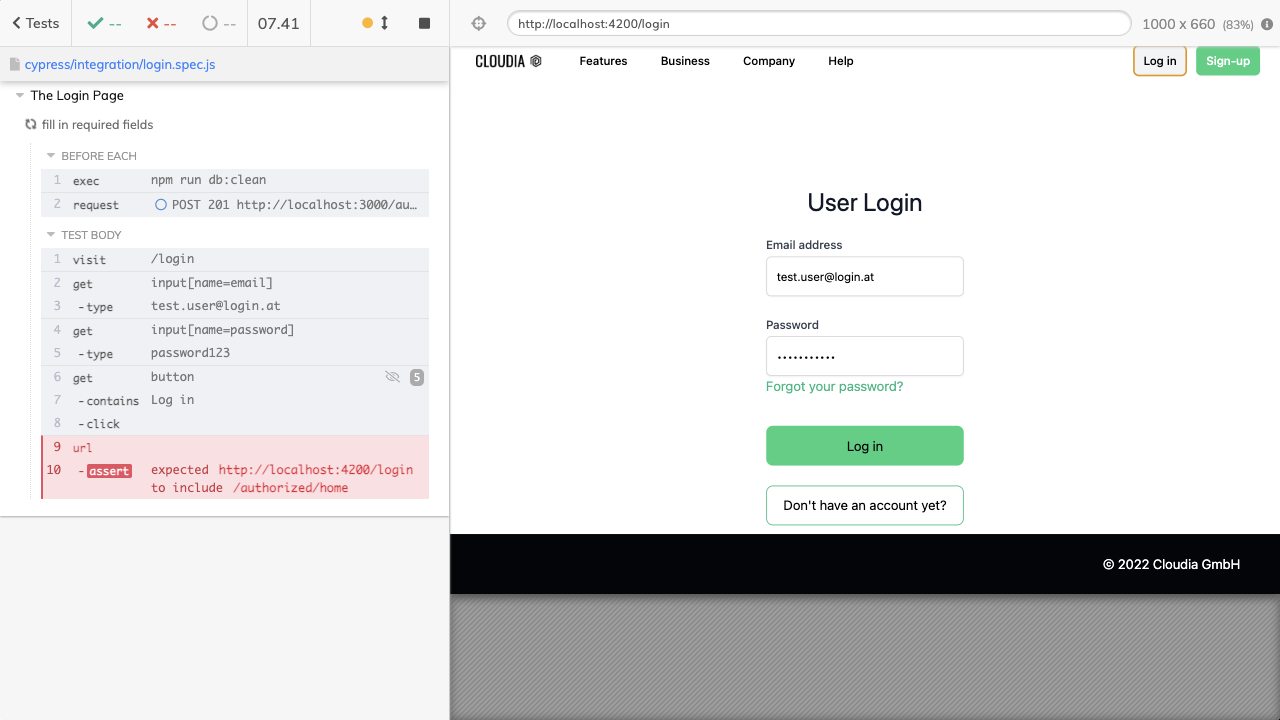 Tests
--
--
--
07.41
http://localhost:4200/login
1000 x 660 (83%)
cypress/integration/login.spec.js
The Login Page
fill in required fields
BEFORE EACH
1 exec npm run db:clean
2 request POST 201 http://localhost:3000/au…
TEST BODY
1 visit /login
2 get input[name=email]
3 -type test.user@login.at
4 get input[name=password]
5 -type password123
6 get button 5
7 -contains Log in
8 -click
9 url
10 -assert expected http://localhost:4200/login
to include /authorized/home
CLOUDIA Features Business Company Help Log in Sign-up
User Login
Email address
test.user@login.at
Password
•••••••••••
Forgot your password?
Log in
Don't have an account yet?
© 2022 Cloudia GmbH